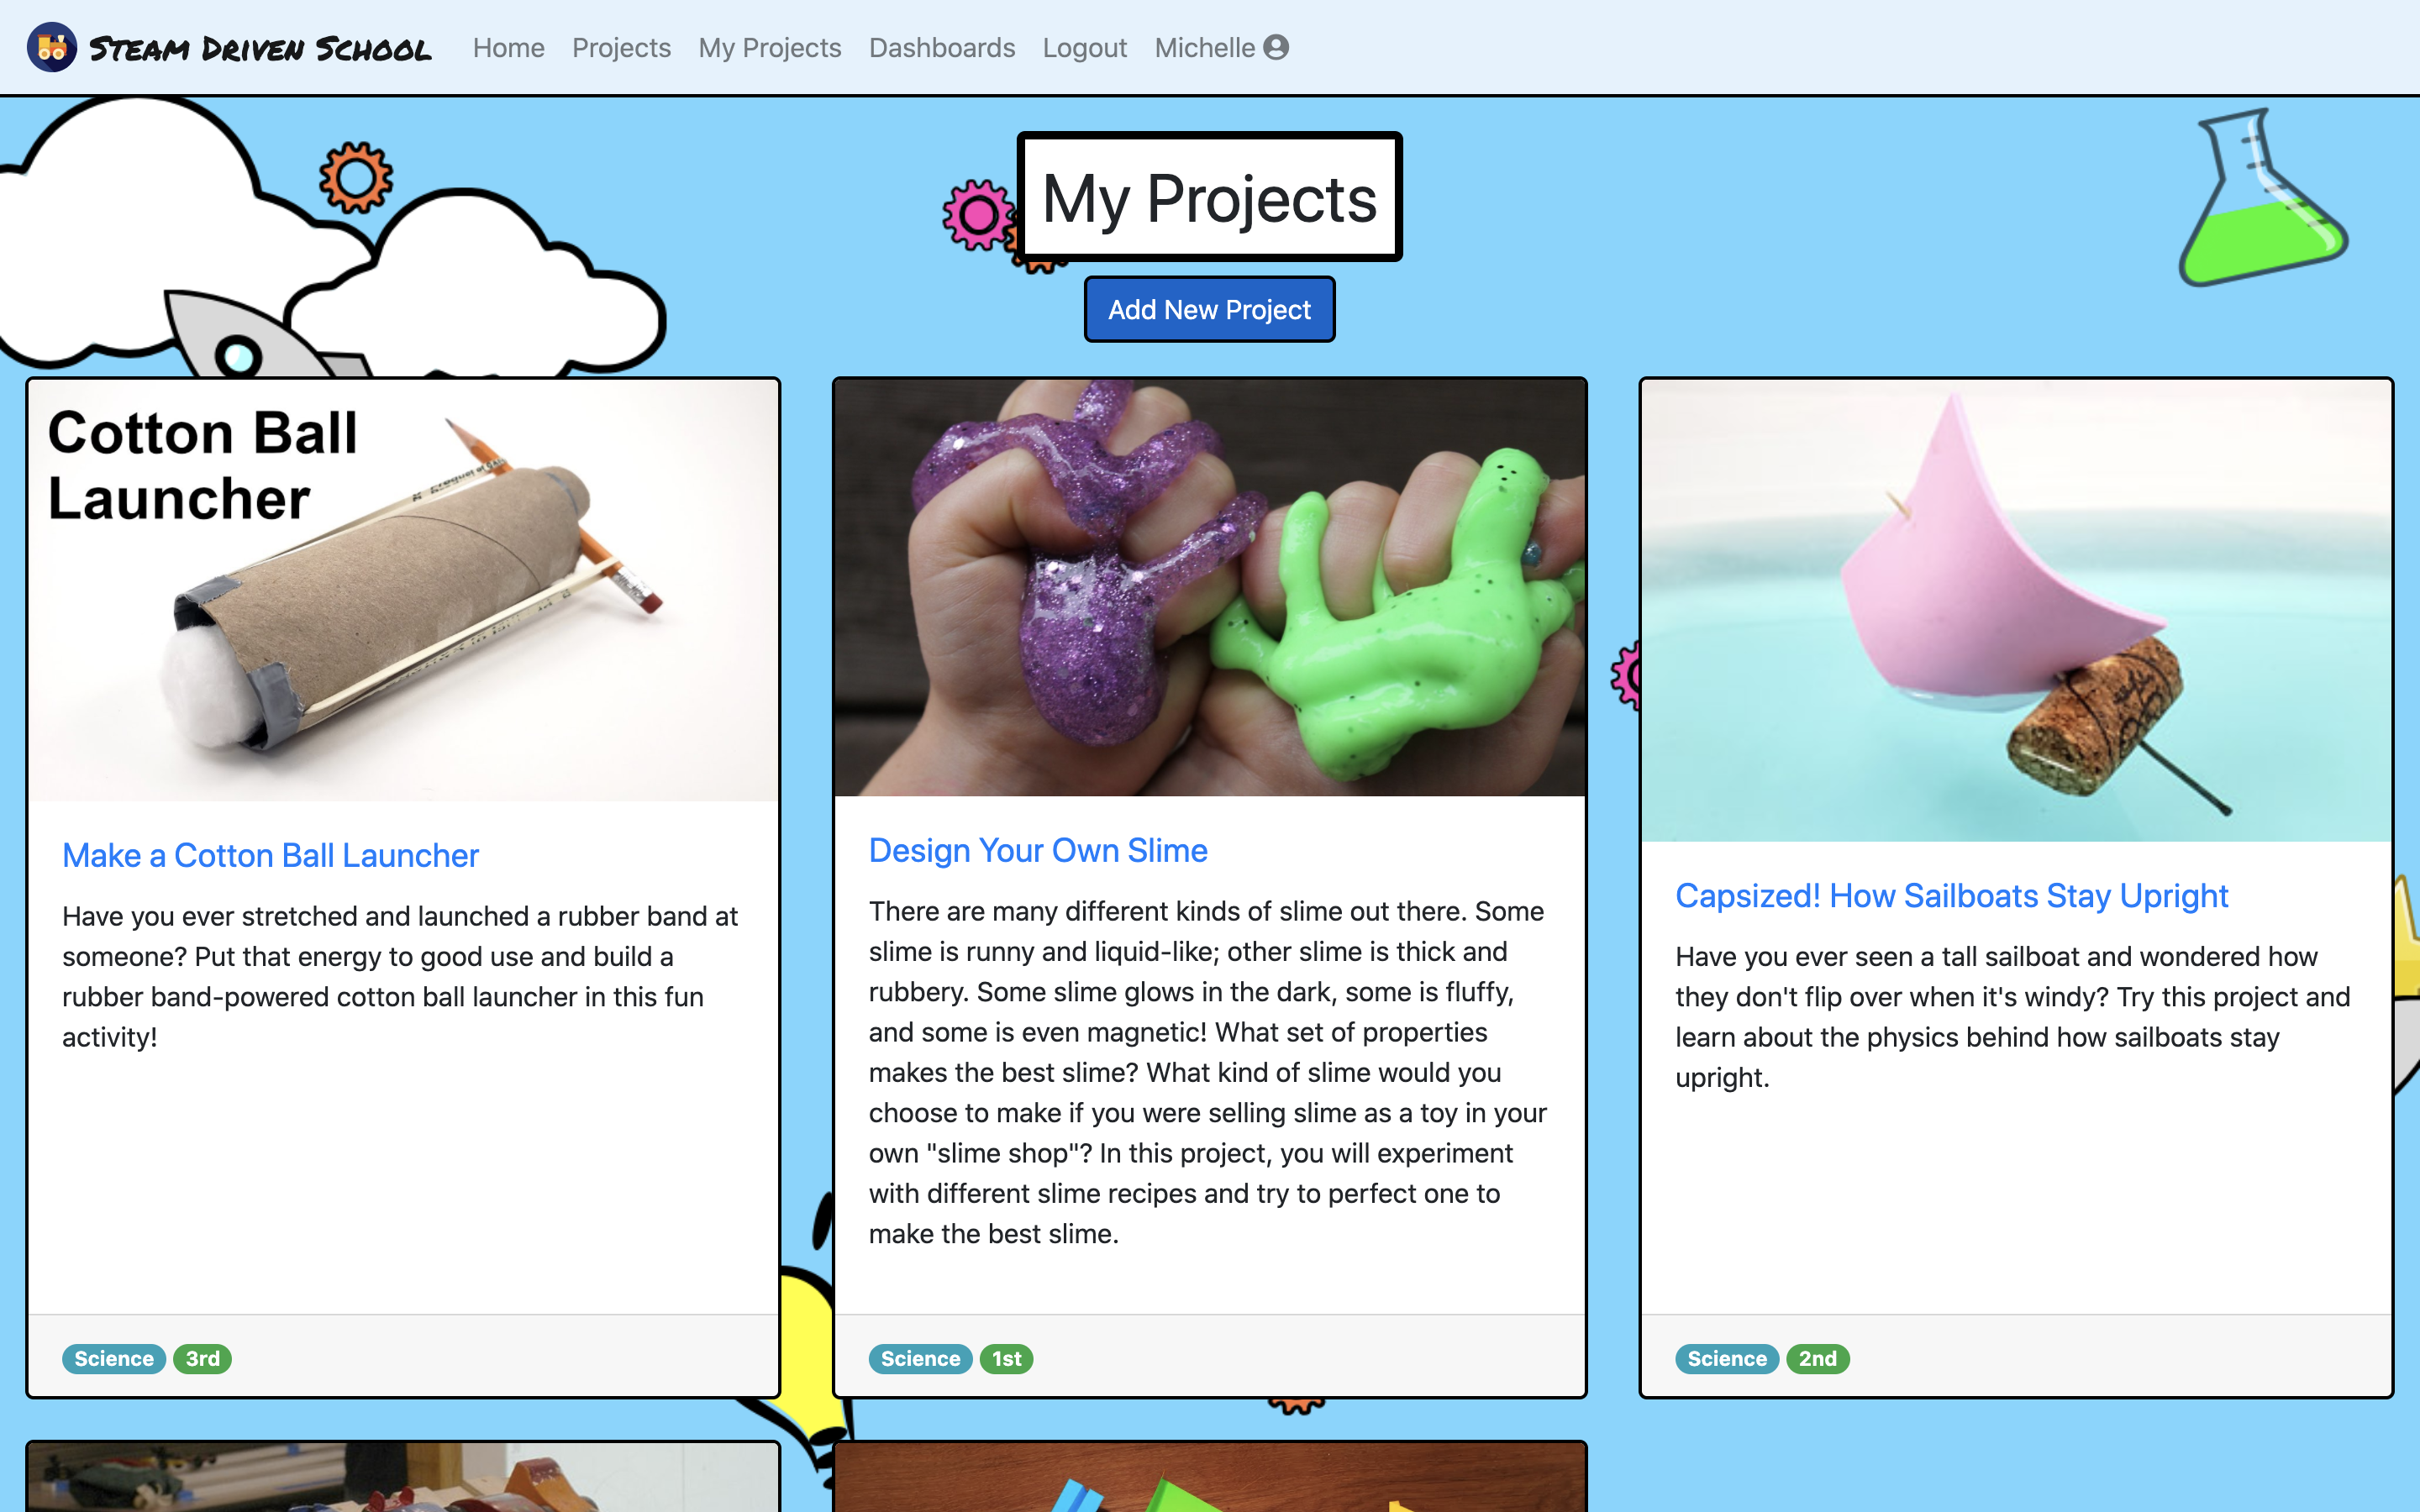 Steam Driven School Home Projects My Projects Dashboards Logout Michelle
My Projects
Add New Project
Cotton Ball
Launcher
Make a Cotton Ball Launcher
Have you ever stretched and launched a rubber band at
someone? Put that energy to good use and build a
rubber band-powered cotton ball launcher in this fun
activity!
Science 3rd
Design Your Own Slime
There are many different kinds of slime out there. Some
slime is runny and liquid-like; other slime is thick and
rubbery. Some slime glows in the dark, some is fluffy,
and some is even magnetic! What set of properties
makes the best slime? What kind of slime would you
choose to make if you were selling slime as a toy in your
own "slime shop"? In this project, you will experiment
with different slime recipes and try to perfect one to
make the best slime.
Science 1st
Capsized! How Sailboats Stay Upright
Have you ever seen a tall sailboat and wondered how
they don't flip over when it's windy? Try this project and
learn about the physics behind how sailboats stay
upright.
Science 2nd